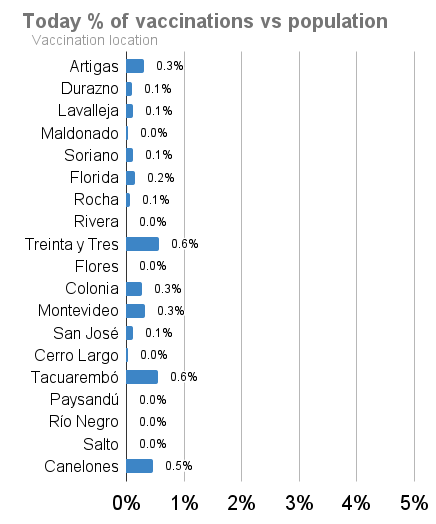 Today % of vaccinations vs population
Vaccination location
Artigas 0.3%
Durazno 0.1%
Lavalleja 0.1%
Maldonado 0.0%
Soriano 0.1%
Florida 0.2%
Rocha 0.1%
Rivera 0.0%
Treinta y Tres 0.6%
Flores 0.0%
Colonia 0.3%
Montevideo 0.3%
San José 0.1%
Cerro Largo 0.0%
Tacuarembó 0.6%
Paysandú 0.0%
Río Negro 0.0%
Salto 0.0%
Canelones 0.5%
0% 1% 2% 3% 4% 5%